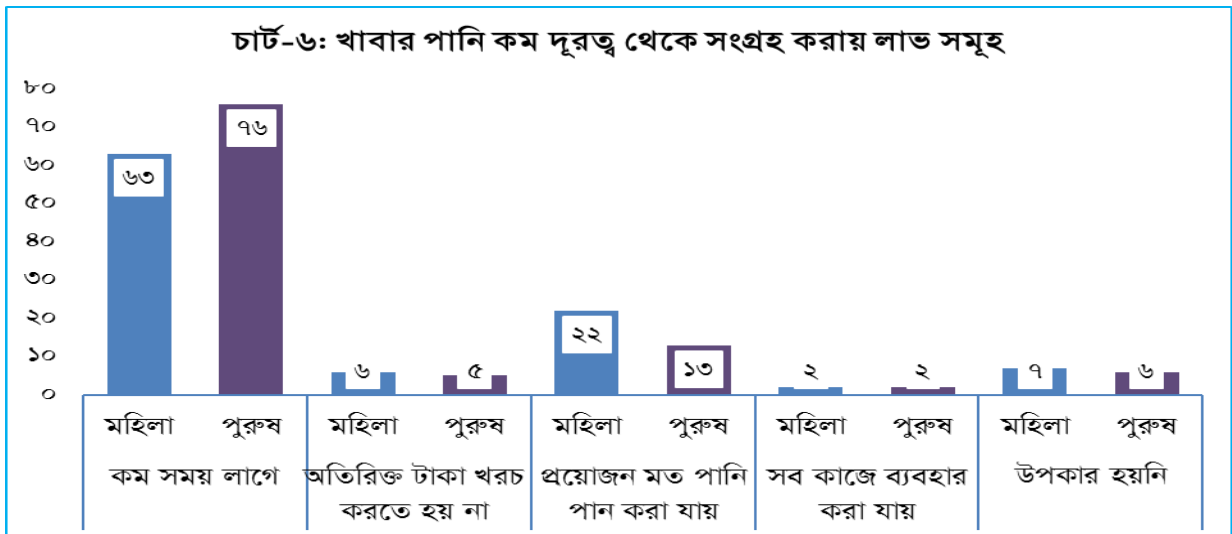 চার্ট-৬: খাবার পানি কম দূরত্ব থেকে সংগ্রহ করায় লাভ সমূহ
৮০
৭০
৬০
৫০
৪০
৩০
২০
১০
০
৬৩
৭৬
৬
৫
২২
১৩
২
২
৭
৬
মহিলা পুরুষ মহিলা পুরুষ মহিলা পুরুষ মহিলা পুরুষ মহিলা পুরুষ
কম সময় লাগে
অতিরিক্ত টাকা খরচ
করতে হয় না
প্রয়োজন মত পানি
পান করা যায়
সব কাজে ব্যবহার
করা যায়
উপকার হয়নি